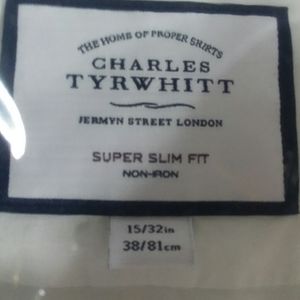 THE HOME OF PROPER SHIRTS
CHARLES
TYRWHITT
JERMYN STREET LONDON
SUPER SLIM FIT
NON-IRON
15/32in
38/81cm